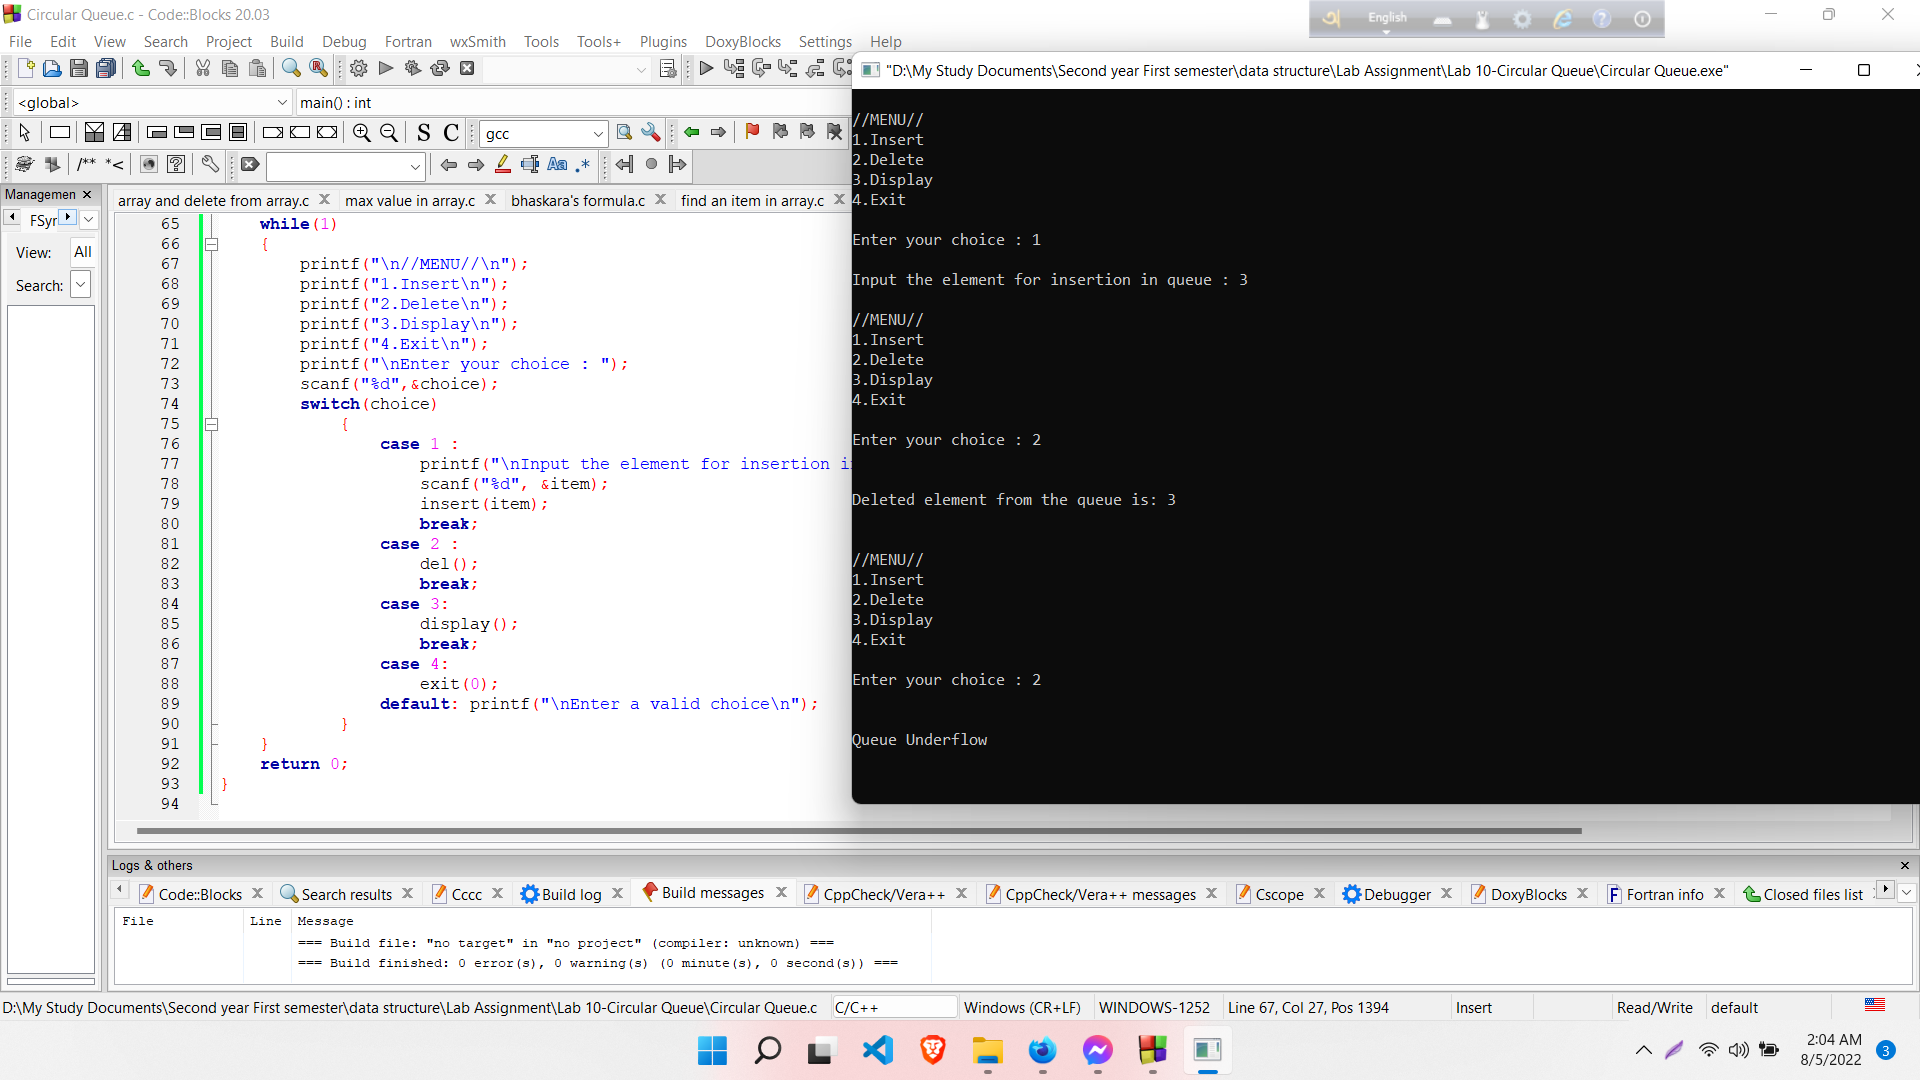 Circular Queue.c - Code::Blocks 20.03
English
File Edit View Search Project Build Debug Fortran wxSmith Tools Tools+ Plugins DoxyBlocks Settings Help
<global>
main() : int
S C
gcc
/** *<
Aa .*
Managemen
FSyr
View: All
Search:
array and delete from array.c
max value in array.c
bhaskara's formula.c
find an item in array.c
65 while(1)
66 {
67 printf("\n//MENU//\n");
68 printf("1.Insert\n");
69 printf("2.Delete\n");
70 printf("3.Display\n");
71 printf("4.Exit\n");
72 printf("\nEnter your choice : ");
73 scanf("%d",&choice);
74 switch(choice)
75 {
76 case 1 :
77 printf("\nInput the element for insertion i
78 scanf("%d", &item);
79 insert(item);
80 break;
81 case 2 :
82 del();
83 break;
84 case 3:
85 display();
86 break;
87 case 4:
88 exit(0);
89 default: printf("\nEnter a valid choice\n");
90 }
91 }
92 return 0;
93 }
94
"D:\My Study Documents\Second year First semester\data structure\Lab Assignment\Lab 10-Circular Queue\Circular Queue.exe"
//MENU//
1.Insert
2.Delete
3.Display
4.Exit
Enter your choice : 1
Input the element for insertion in queue : 3
//MENU//
1.Insert
2.Delete
3.Display
4.Exit
Enter your choice : 2
Deleted element from the queue is: 3
//MENU//
1.Insert
2.Delete
3.Display
4.Exit
Enter your choice : 2
Queue Underflow
Logs & others
Code::Blocks Search results Cccc Build log Build messages CppCheck/Vera++ CppCheck/Vera++ messages Cscope Debugger DoxyBlocks Fortran info Closed files list
File Line Message
=== Build file: "no target" in "no project" (compiler: unknown) ===
=== Build finished: 0 error(s), 0 warning(s) (0 minute(s), 0 second(s)) ===
D:\My Study Documents\Second year First semester\data structure\Lab Assignment\Lab 10-Circular Queue\Circular Queue.c C/C++ Windows (CR+LF) WINDOWS-1252 Line 67, Col 27, Pos 1394 Insert Read/Write default
2:04 AM
8/5/2022
3